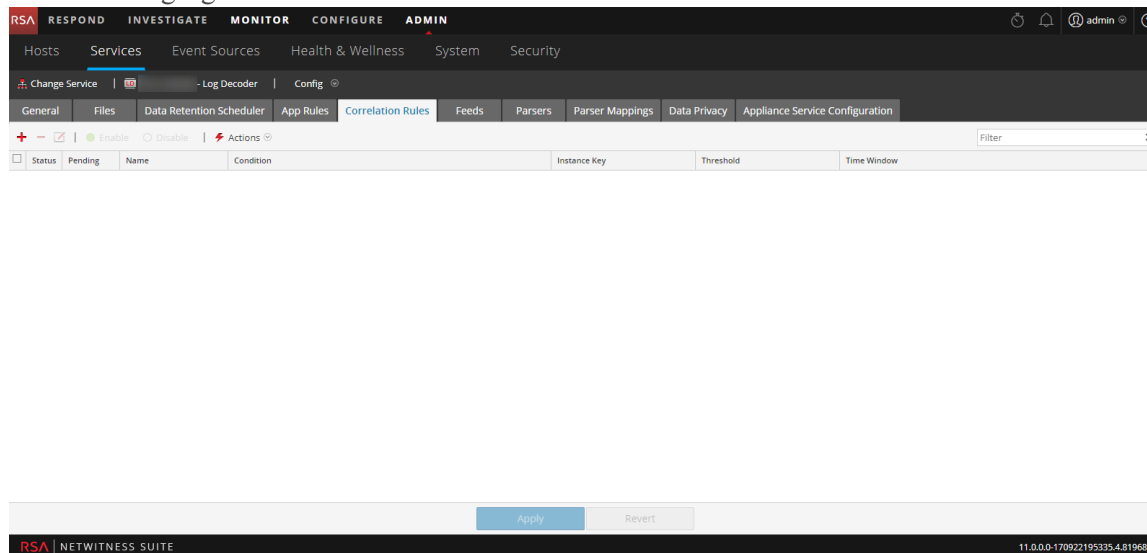 RSA RESPOND INVESTIGATE MONITOR CONFIGURE ADMIN admin
Hosts Services Event Sources Health & Wellness System Security
Change Service | - Log Decoder | Config
General Files Data Retention Scheduler App Rules Correlation Rules Feeds Parsers Parser Mappings Data Privacy Appliance Service Configuration
Enable Disable | Actions Filter
Status Pending Name Condition Instance Key Threshold Time Window
Apply Revert
RSA | NETWITNESS SUITE 11.0.0.0-170922195335.4.81968